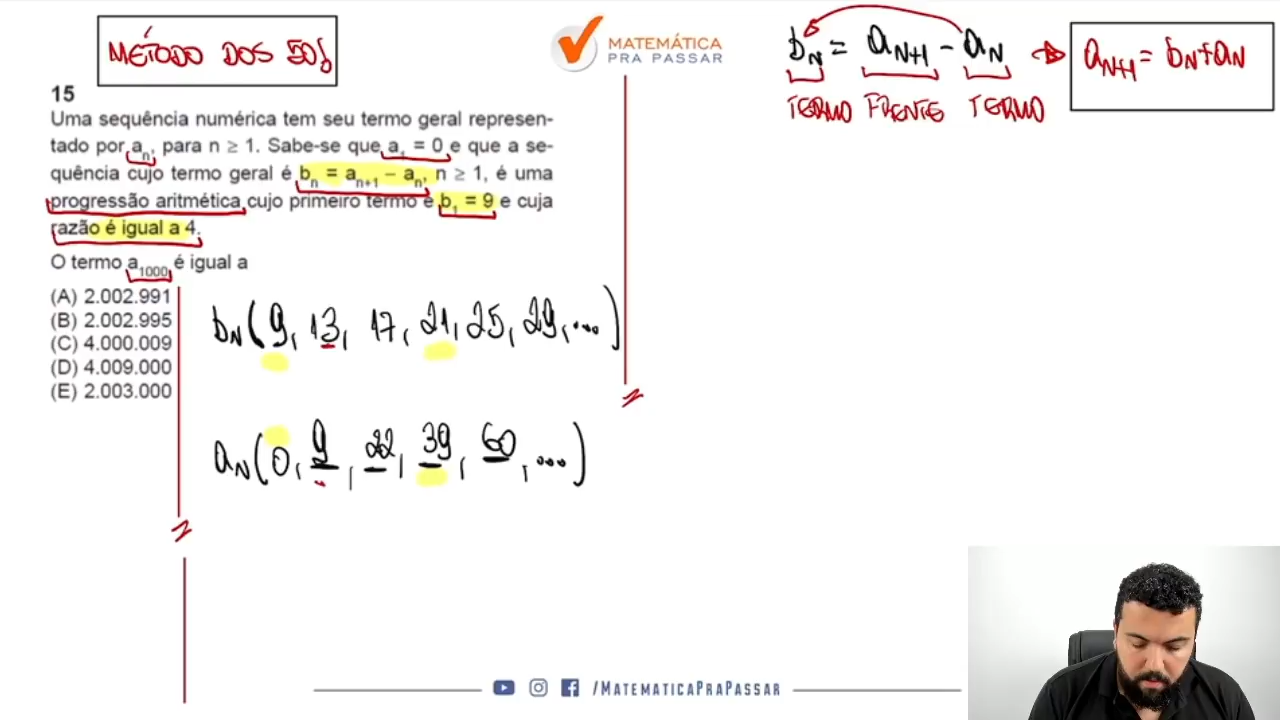 MÉTODO DOS 50%
MATEMÁTICA
PRA PASSAR
bN = aN+1 - aN → aN+1 = bN + aN
TERMO FRENTE TERMO
15
Uma sequência numérica tem seu termo geral represen-
tado por an, para n ≥ 1. Sabe-se que a1 = 0 e que a se-
quência cujo termo geral é bn = an+1 – an, n ≥ 1, é uma
progressão aritmética cujo primeiro termo é b1 = 9 e cuja
razão é igual a 4.
O termo a1000 é igual a
(A) 2.002.991
(B) 2.002.995
(C) 4.000.009
(D) 4.009.000
(E) 2.003.000
bN (9, 13, 17, 21, 25, 29, ...)
aN (0, 9, 22, 39, 60, ...)
/MatematicaPraPassar